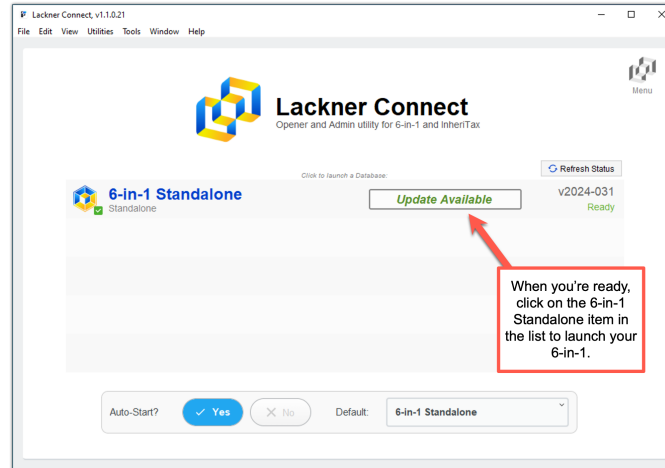 Lackner Connect, v1.1.0.21
File Edit View Utilities Tools Window Help
Menu
Lackner Connect
Opener and Admin utility for 6-in-1 and InheriTax
Click to launch a Database:
Refresh Status
6-in-1 Standalone
Standalone
Update Available
v2024-031
Ready
When you're ready,
click on the 6-in-1
Standalone item in
the list to launch your
6-in-1.
Auto-Start? Yes No Default: 6-in-1 Standalone